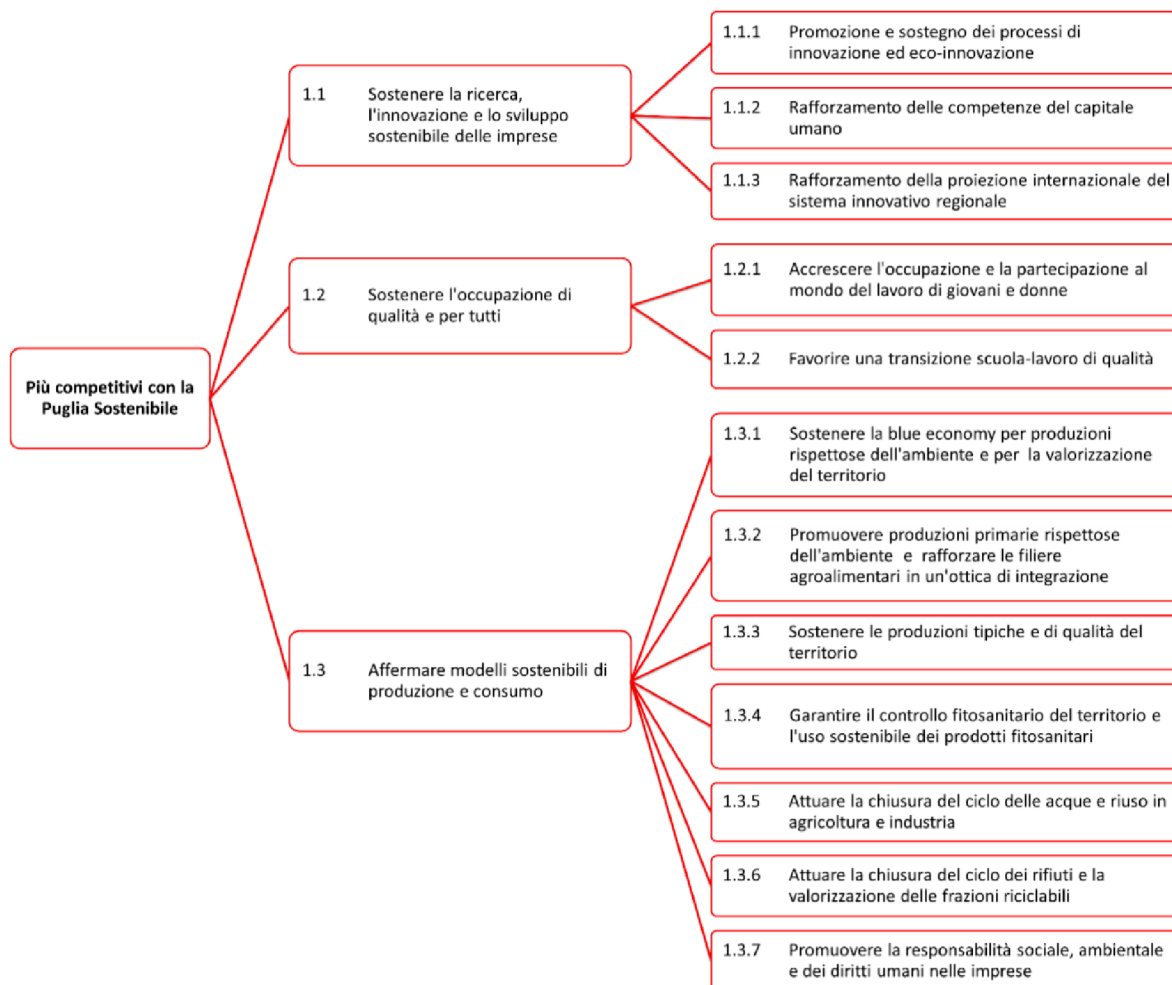 Più competitivi con la
Puglia Sostenibile
1.1 Sostenere la ricerca,
l'innovazione e lo sviluppo
sostenibile delle imprese
1.1.1 Promozione e sostegno dei processi di
innovazione ed eco-innovazione
1.1.2 Rafforzamento delle competenze del capitale
umano
1.1.3 Rafforzamento della proiezione internazionale del
sistema innovativo regionale
1.2 Sostenere l'occupazione di
qualità e per tutti
1.2.1 Accrescere l'occupazione e la partecipazione al
mondo del lavoro di giovani e donne
1.2.2 Favorire una transizione scuola-lavoro di qualità
1.3 Affermare modelli sostenibili di
produzione e consumo
1.3.1 Sostenere la blue economy per produzioni
rispettose dell'ambiente e per la valorizzazione
del territorio
1.3.2 Promuovere produzioni primarie rispettose
dell'ambiente e rafforzare le filiere
agroalimentari in un'ottica di integrazione
1.3.3 Sostenere le produzioni tipiche e di qualità del
territorio
1.3.4 Garantire il controllo fitosanitario del territorio e
l'uso sostenibile dei prodotti fitosanitari
1.3.5 Attuare la chiusura del ciclo delle acque e riuso in
agricoltura e industria
1.3.6 Attuare la chiusura del ciclo dei rifiuti e la
valorizzazione delle frazioni riciclabili
1.3.7 Promuovere la responsabilità sociale, ambientale
e dei diritti umani nelle imprese